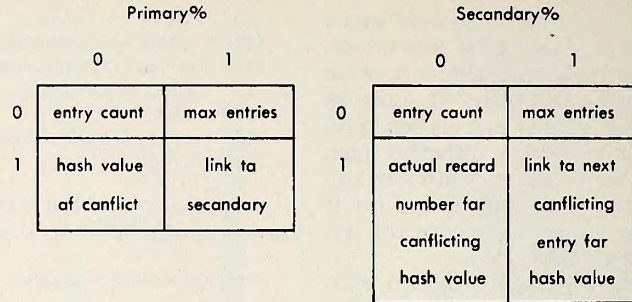 Primary%
0 1
0 entry caunt max entries
1 hash value link ta
af canflict secandary
Secandary%
0 1
0 entry caunt max entries
1 actual recard link ta next
number far canflicting
canflicting entry far
hash value hash value